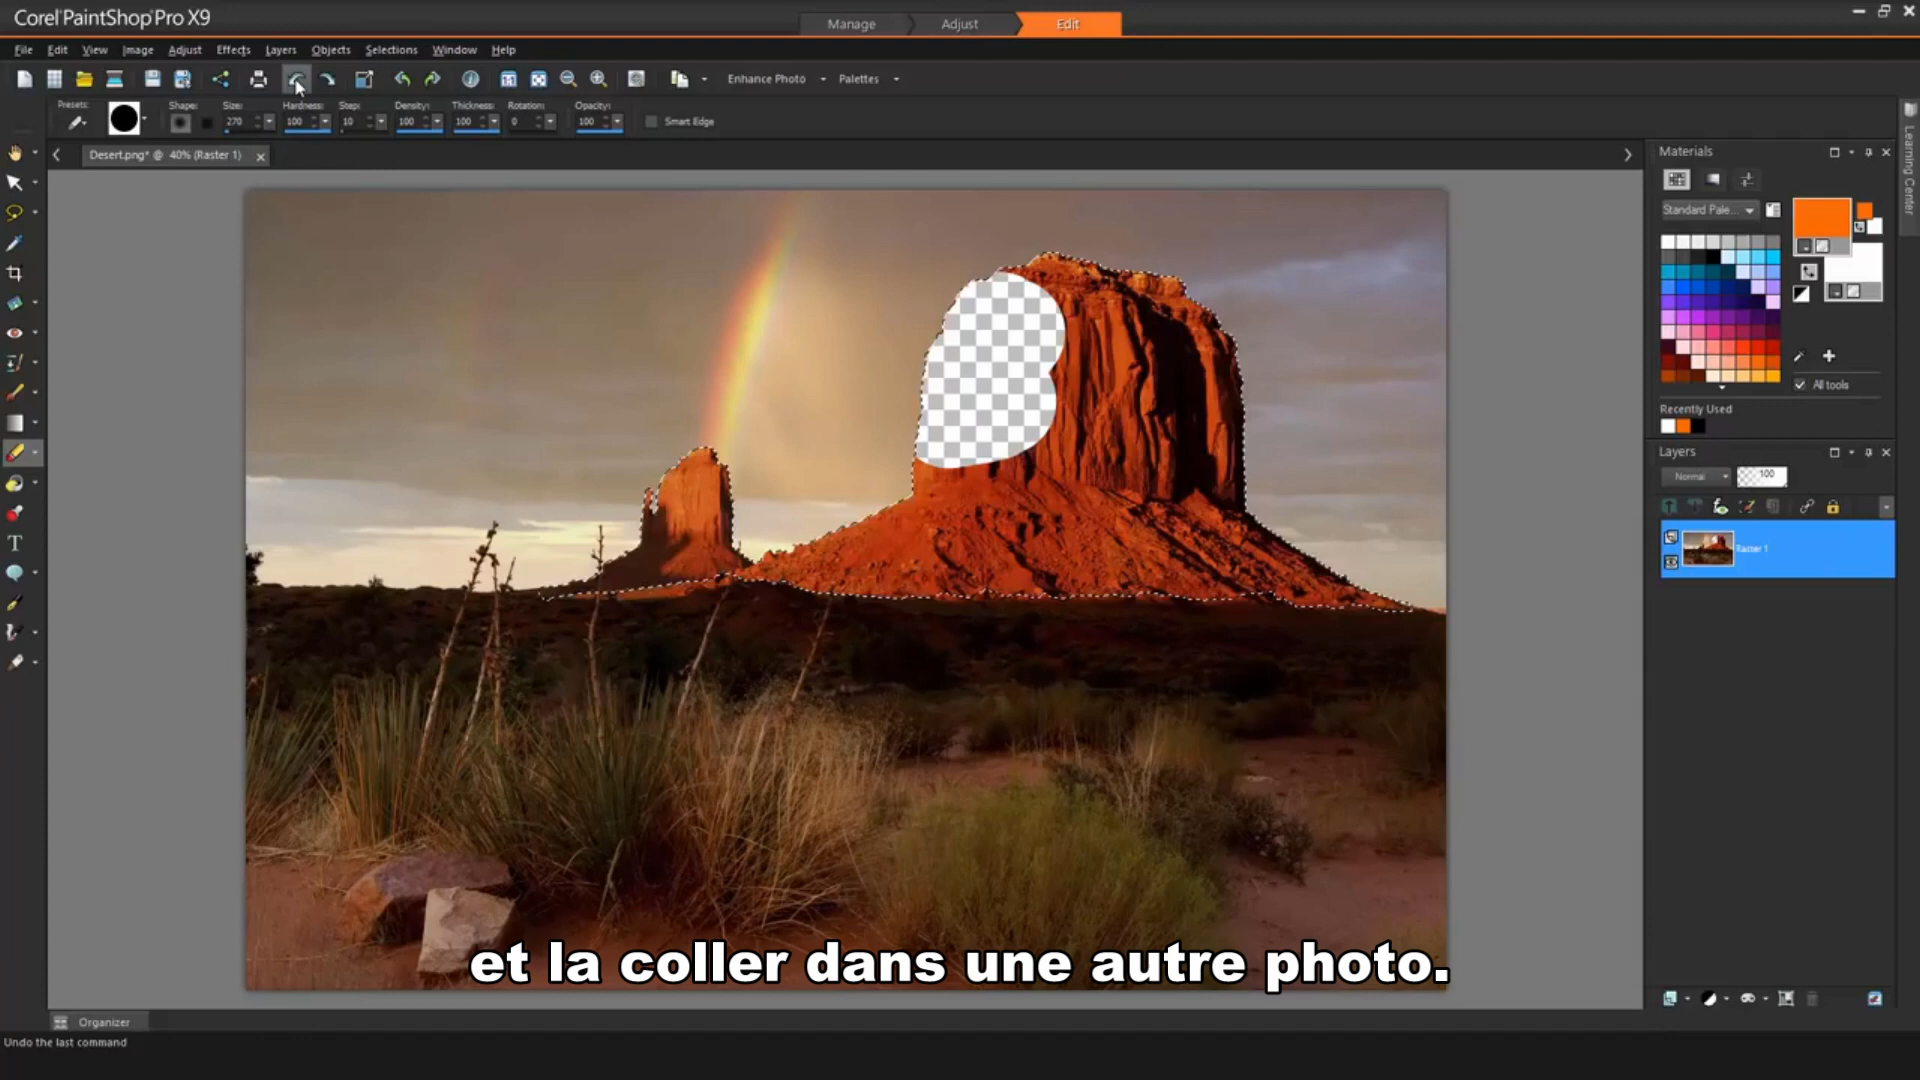 Corel PaintShop Pro X9
Manage Adjust Edit
File Edit View Image Adjust Effects Layers Objects Selections Window Help
Enhance Photo Palettes
Presets: Shape: Size: Hardness: Step: Density: Thickness: Rotation: Opacity:
270 100 10 100 100 0 100 Smart Edge
Desert.png* @ 40% (Raster 1)
Materials
Learning Center
Standard Pale...
All tools
Recently Used
Layers
Normal 100
Raster 1
et la coller dans une autre photo.
Organizer
Undo the last command